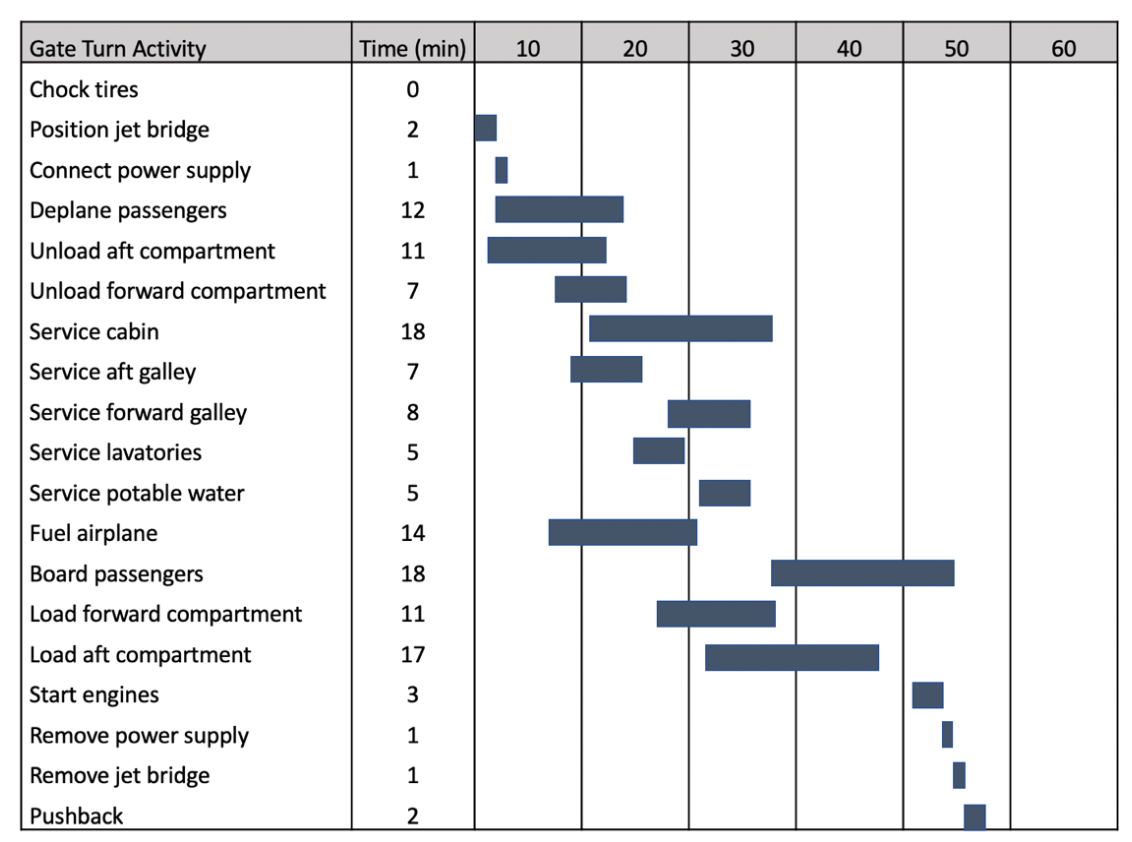 Gate Turn Activity Time (min) 10 20 30 40 50 60
Chock tires 0
Position jet bridge 2
Connect power supply 1
Deplane passengers 12
Unload aft compartment 11
Unload forward compartment 7
Service cabin 18
Service aft galley 7
Service forward galley 8
Service lavatories 5
Service potable water 5
Fuel airplane 14
Board passengers 18
Load forward compartment 11
Load aft compartment 17
Start engines 3
Remove power supply 1
Remove jet bridge 1
Pushback 2